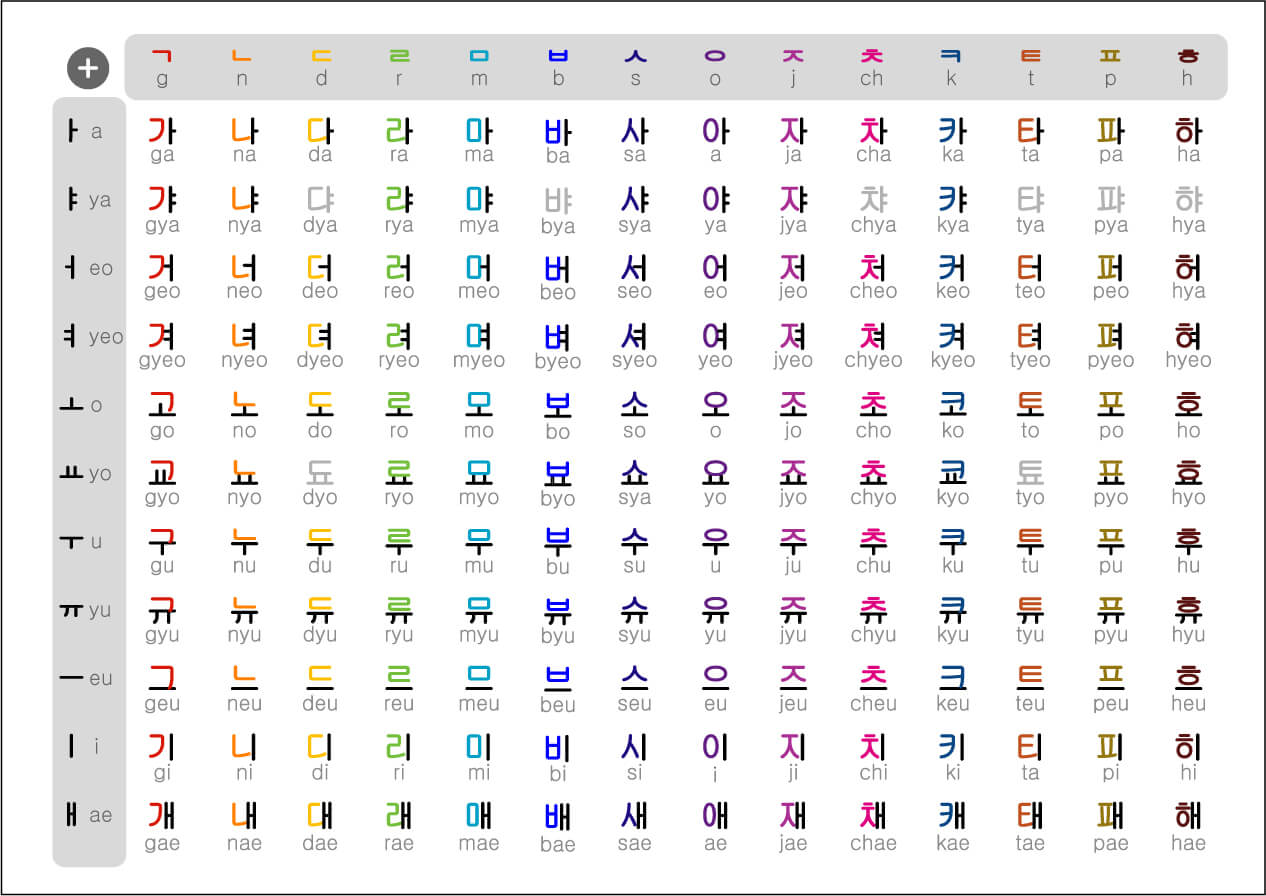 + ㄱ ㄴ ㄷ ㄹ ㅁ ㅂ ㅅ ㅇ ㅈ ㅊ ㅋ ㅌ ㅍ ㅎ
g n d r m b s o j ch k t p h
ㅏ a 가 나 다 라 마 바 사 아 자 차 카 타 파 하
ga na da ra ma ba sa a ja cha ka ta pa ha
ㅑ ya 갸 냐 댜 랴 먀 뱌 샤 야 쟈 챠 캬 탸 퍄 햐
gya nya dya rya mya bya sya ya jya chya kya tya pya hya
ㅓ eo 거 너 더 러 머 버 서 어 저 처 커 터 퍼 허
geo neo deo reo meo beo seo eo jeo cheo keo teo peo hya
ㅕ yeo 겨 녀 뎌 려 며 벼 셔 여 져 쳐 켜 텨 펴 혀
gyeo nyeo dyeo ryeo myeo byeo syeo yeo jyeo chyeo kyeo tyeo pyeo hyeo
ㅗ o 고 노 도 로 모 보 소 오 조 초 코 토 포 호
go no do ro mo bo so o jo cho ko to po ho
ㅛ yo 교 뇨 됴 료 묘 뵤 쇼 요 죠 쵸 쿄 툐 표 효
gyo nyo dyo ryo myo byo sya yo jyo chyo kyo tyo pyo hyo
ㅜ u 구 누 두 루 무 부 수 우 주 추 쿠 투 푸 후
gu nu du ru mu bu su u ju chu ku tu pu hu
ㅠ yu 규 뉴 듀 류 뮤 뷰 슈 유 쥬 츄 큐 튜 퓨 휴
gyu nyu dyu ryu myu byu syu yu jyu chyu kyu tyu pyu hyu
ㅡ eu 그 느 드 르 므 브 스 으 즈 츠 크 트 프 흐
geu neu deu reu meu beu seu eu jeu cheu keu teu peu heu
ㅣ i 기 니 디 리 미 비 시 이 지 치 키 티 피 히
gi ni di ri mi bi si i ji chi ki ta pi hi
ㅐ ae 개 내 대 래 매 배 새 애 재 채 캐 태 패 해
gae nae dae rae mae bae sae ae jae chae kae tae pae hae